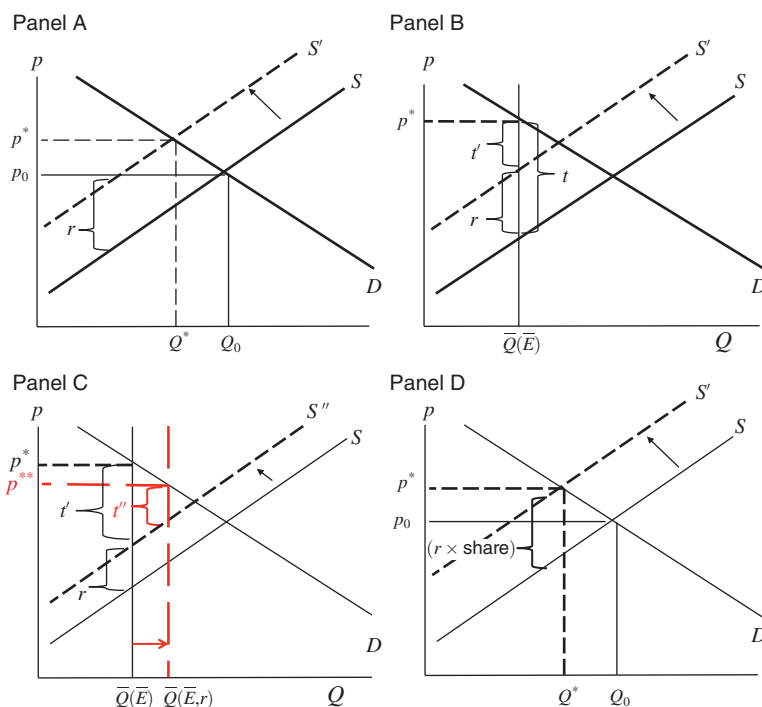 Panel A
p
S′
S
p*
p₀
r
D
Q*
Q₀
Panel B
p
S′
S
p*
t′
t
r
D
Q̅(E̅)
Q
Panel C
p
S″
S
p*
p**
t′
t″
r
D
Q̅(E̅)
Q̅(E̅,r)
Q
Panel D
p
S′
S
p*
p₀
(r × share)
D
Q*
Q₀